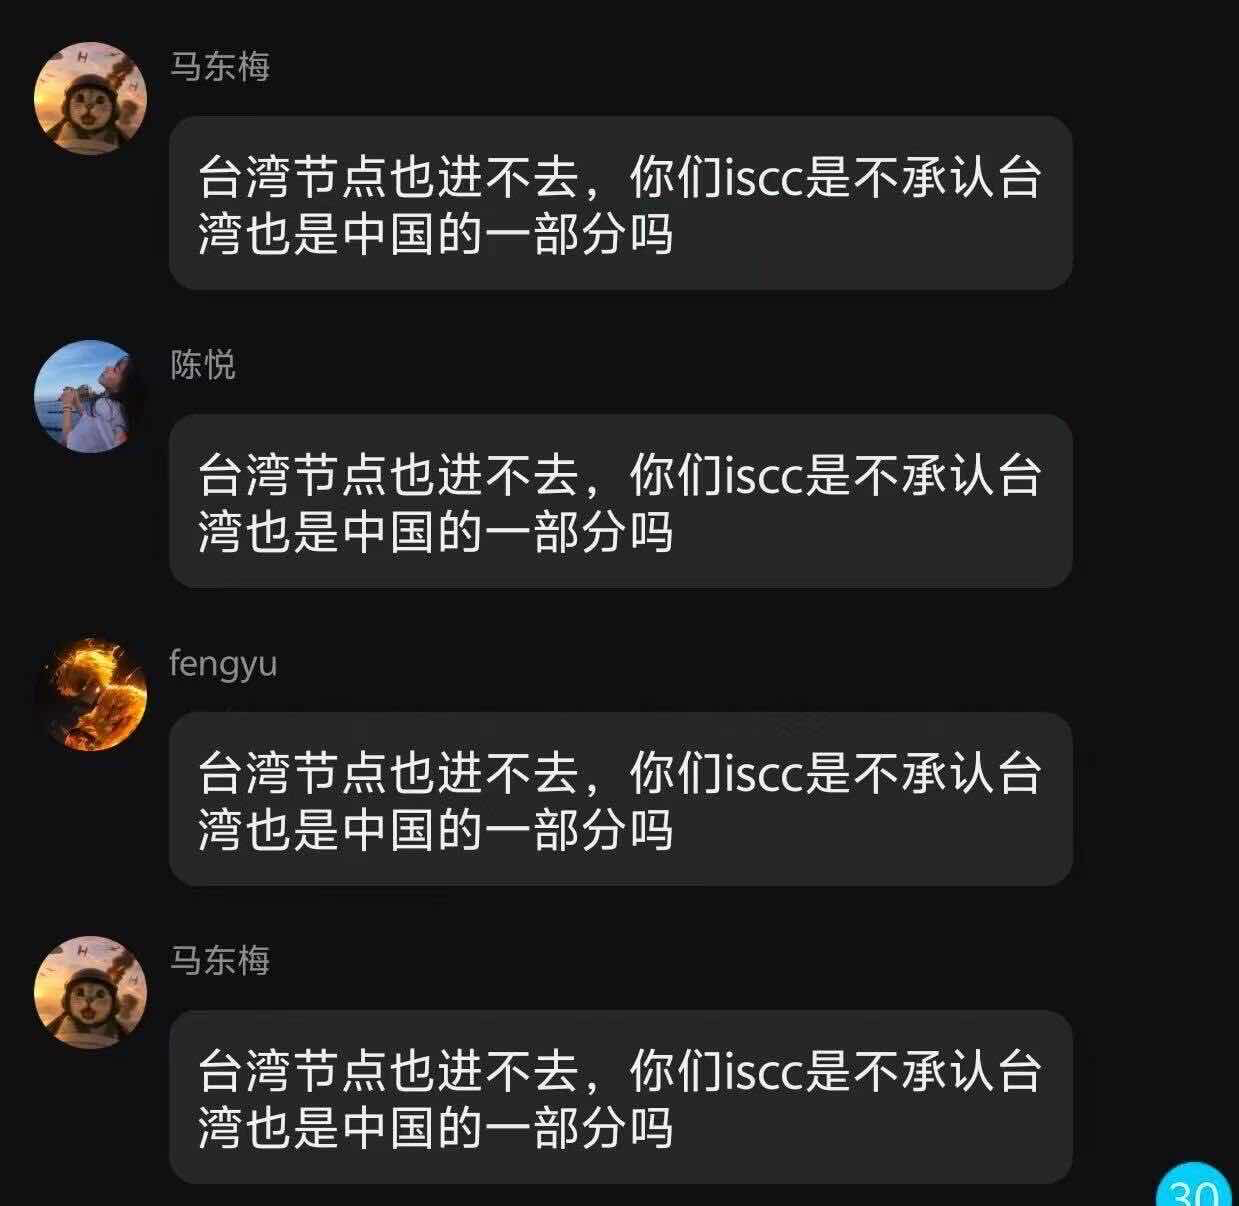 马东梅
台湾节点也进不去，你们iscc是不承认台
湾也是中国的一部分吗
陈悦
台湾节点也进不去，你们iscc是不承认台
湾也是中国的一部分吗
fengyu
台湾节点也进不去，你们iscc是不承认台
湾也是中国的一部分吗
马东梅
台湾节点也进不去，你们iscc是不承认台
湾也是中国的一部分吗
30